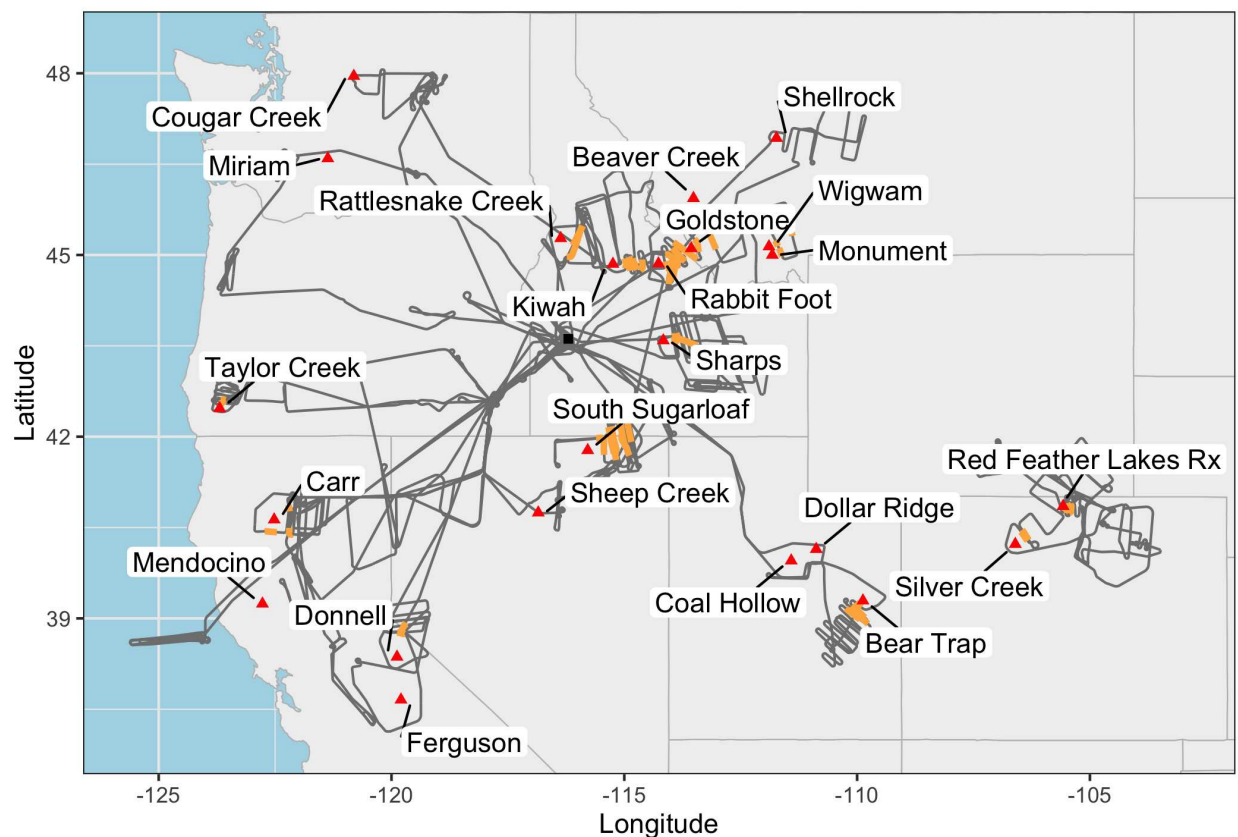 48
45
42
39
Latitude
Cougar Creek
Miriam
Rattlesnake Creek
Beaver Creek
Shellrock
Wigwam
Goldstone
Monument
Kiwah
Rabbit Foot
Sharps
Taylor Creek
South Sugarloaf
Carr
Sheep Creek
Red Feather Lakes Rx
Dollar Ridge
Mendocino
Donnell
Coal Hollow
Silver Creek
Bear Trap
Ferguson
-125
-120
-115
-110
-105
Longitude